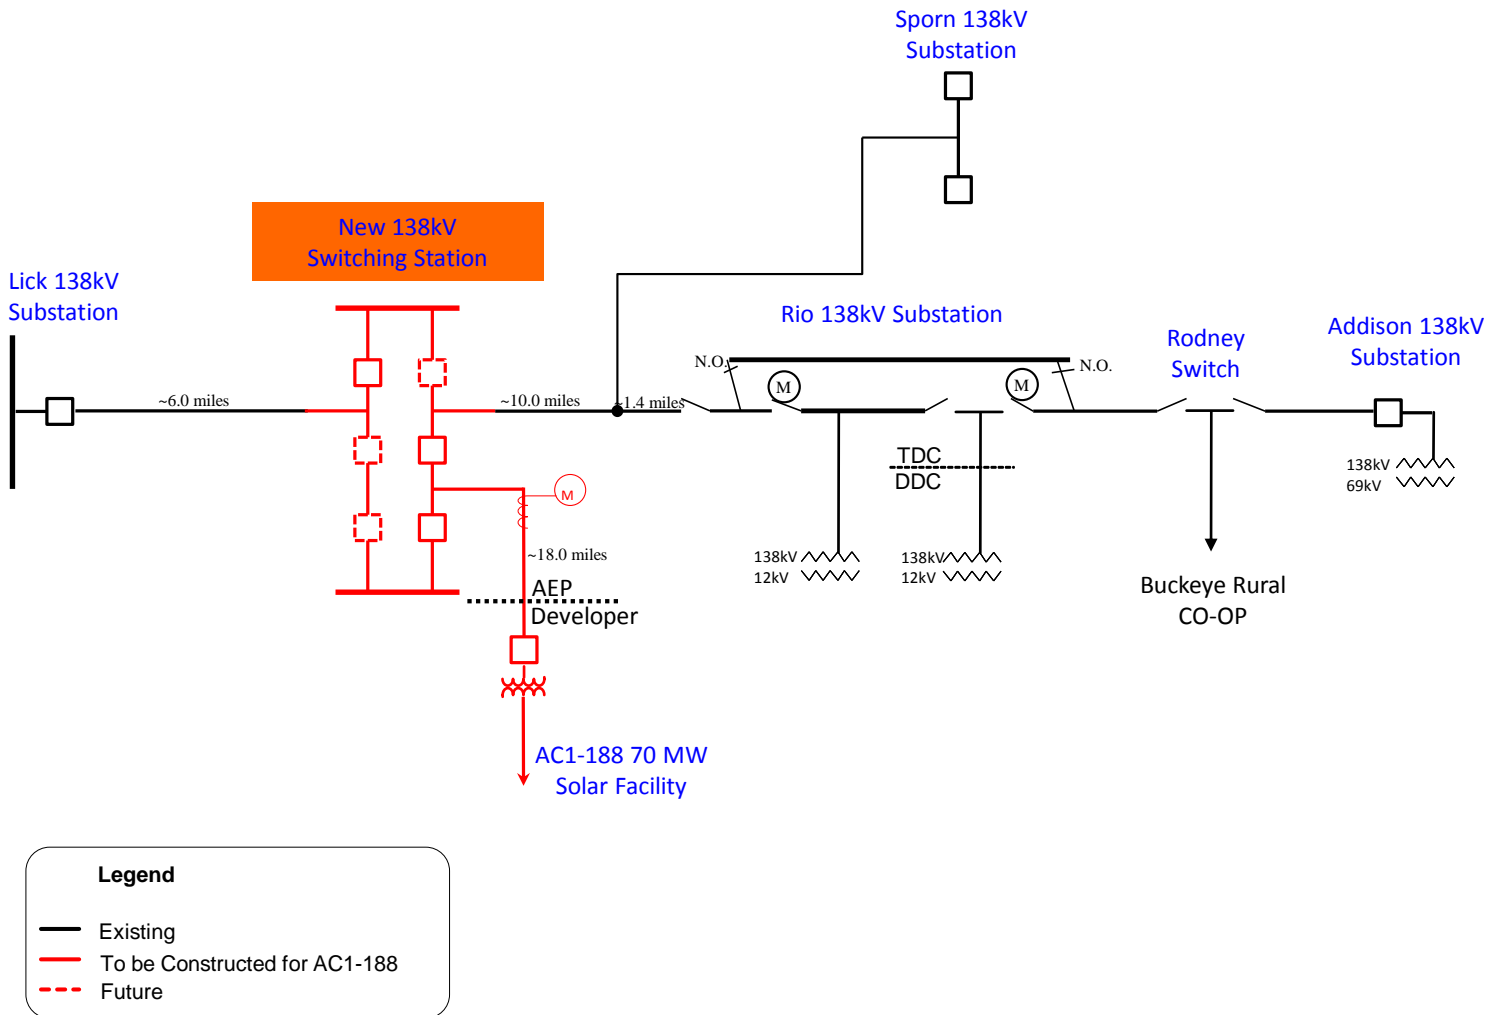 Sporn 138kV
Substation
New 138kV
Switching Station
Lick 138kV
Substation
Rio 138kV Substation
Rodney
Switch
Addison 138kV
Substation
N.O.
M
M
N.O.
~6.0 miles
~10.0 miles
~1.4 miles
TDC
DDC
138kV
69kV
M
~18.0 miles
138kV
12kV
138kV
12kV
AEP
Developer
Buckeye Rural
CO-OP
AC1-188 70 MW
Solar Facility
Legend
Existing
To be Constructed for AC1-188
Future